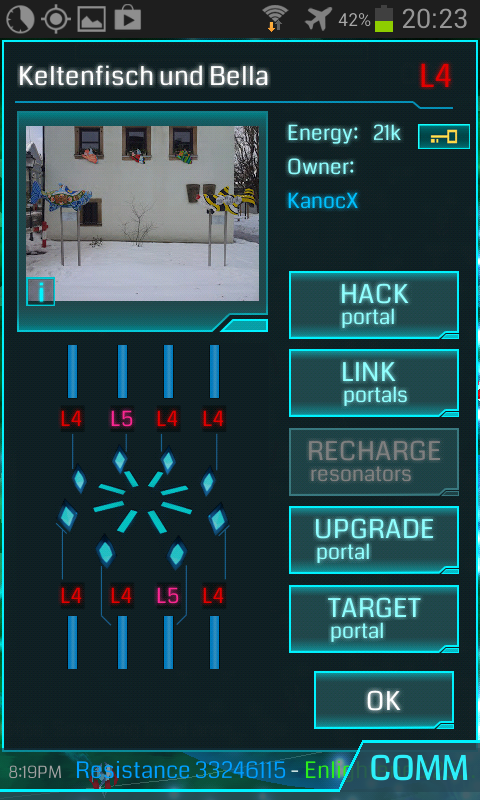 42% 20:23
Keltenfisch und Bella L4
Energy: 21k
Owner:
KanocX
i
HACK
portal
LINK
portals
L4 L5 L4 L4
RECHARGE
resonators
UPGRADE
portal
L4 L4 L5 L4
TARGET
portal
OK
8:19PM Resistance 33246115 - Enli
COMM